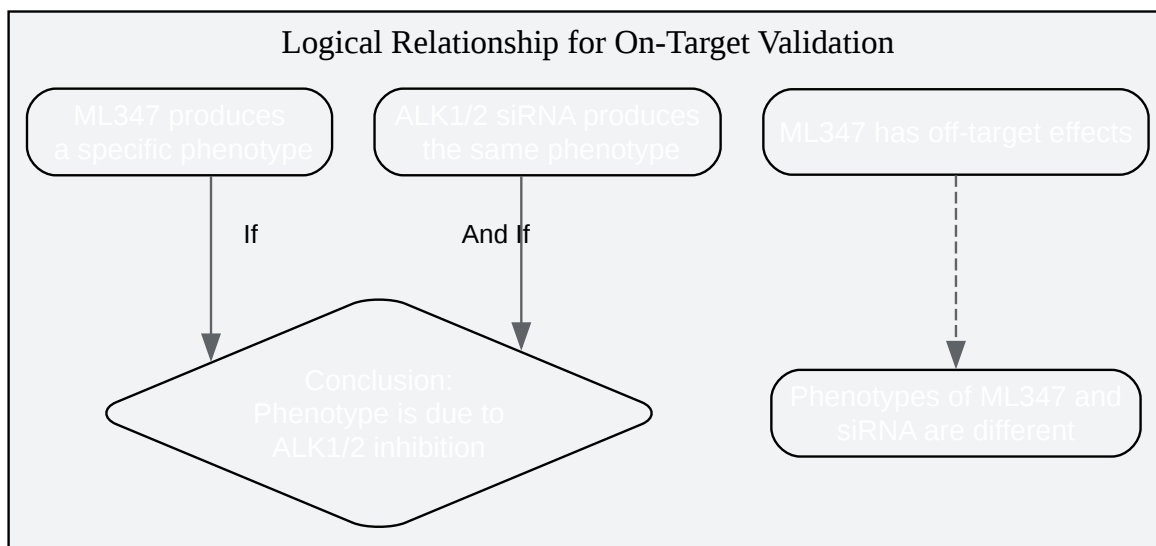 Logical Relationship for On-Target Validation
ML347 produces
a specific phenotype
ALK1/2 siRNA produces
the same phenotype
ML347 has off-target effects
If
And If
Conclusion:
Phenotype is due to
ALK1/2 inhibition
Phenotypes of ML347 and
siRNA are different